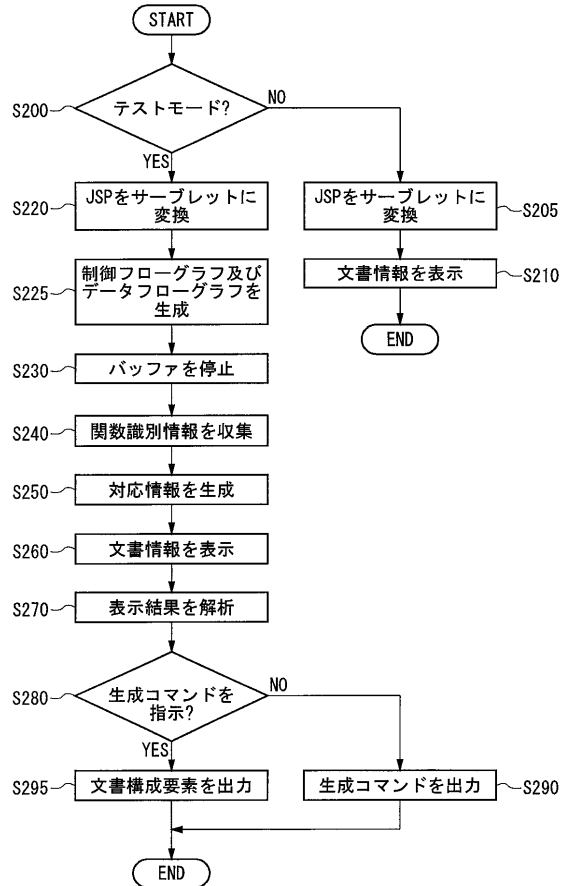 START
S200
テストモード?
NO
YES
S220
JSPをサーブレットに
変換
JSPをサーブレットに
変換
S205
S225
制御フローグラフ及び
データフローグラフを
生成
文書情報を表示
S210
END
S230
バッファを停止
S240
関数識別情報を収集
S250
対応情報を生成
S260
文書情報を表示
S270
表示結果を解析
S280
生成コマンドを
指示?
NO
YES
S295
文書構成要素を出力
生成コマンドを出力
S290
END